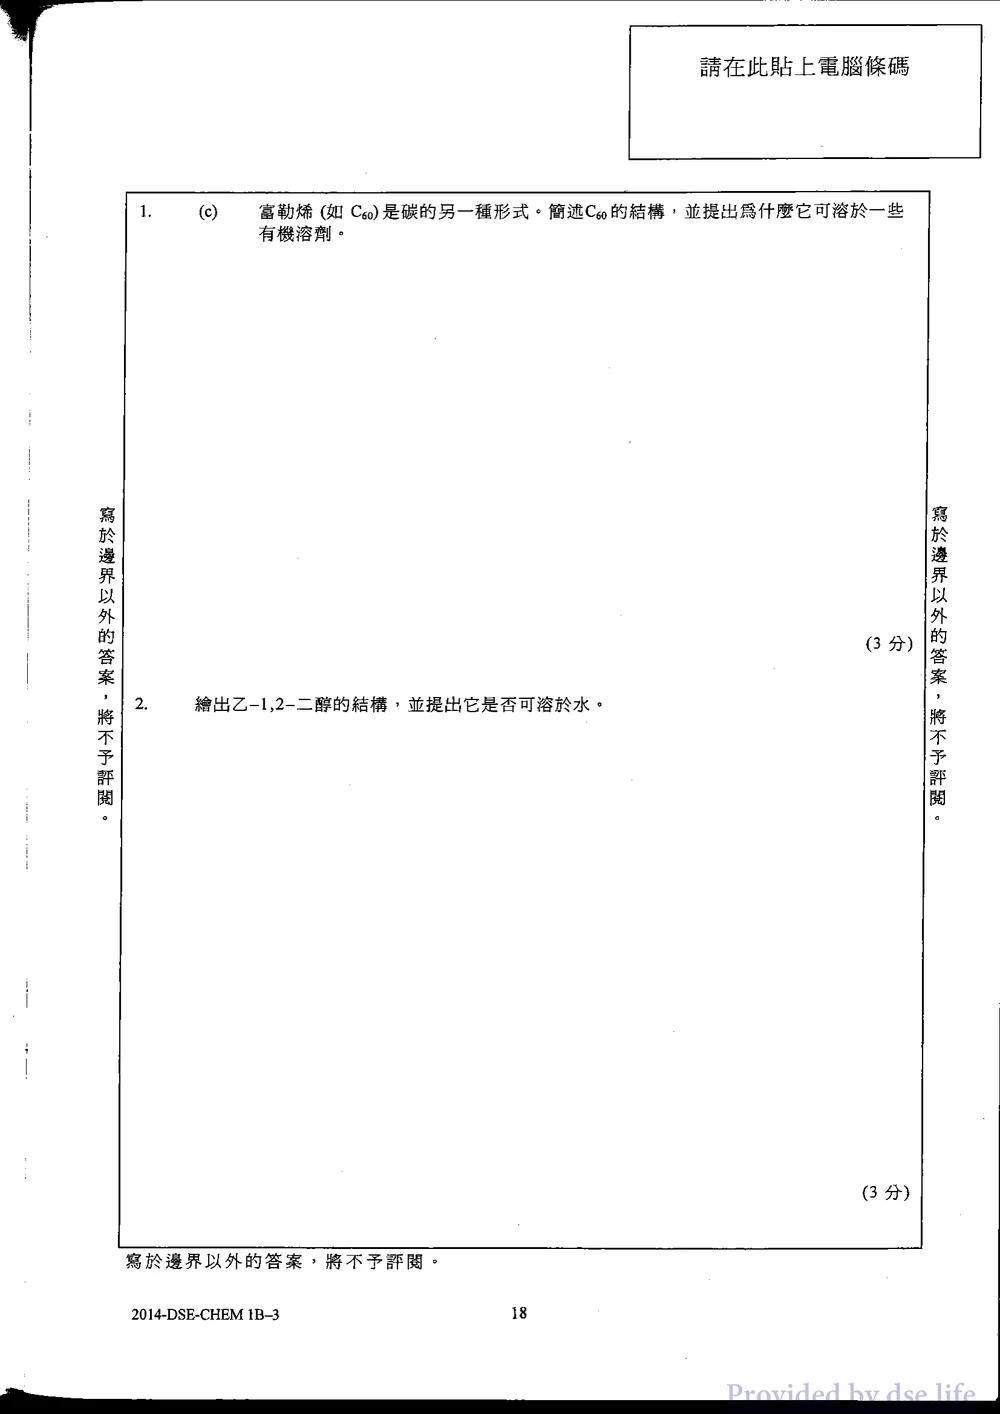 請在此貼上電腦條碼
1. (c) 富勒烯 (如 C₆₀) 是碳的另一種形式。簡述C₆₀的結構，並提出爲什麼它可溶於一些
有機溶劑。
(3 分)
2. 繪出乙–1,2–二醇的結構，並提出它是否可溶於水。
(3 分)
寫於邊界以外的答案，將不予評閱。
寫於邊界以外的答案，將不予評閱。
寫於邊界以外的答案，將不予評閱。
2014-DSE-CHEM 1B–3
18
Provided by dse.life